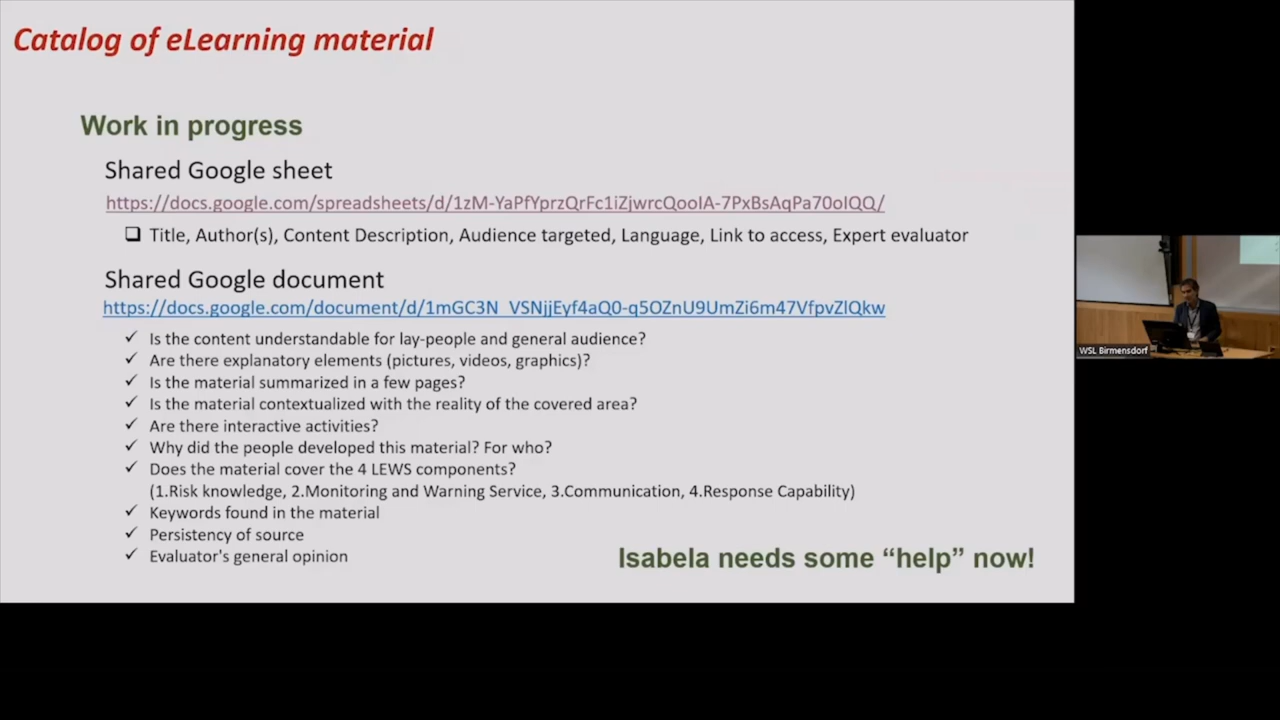 Catalog of eLearning material
Work in progress
Shared Google sheet
https://docs.google.com/spreadsheets/d/1zM-YaPfYprzQrFc1iZjwrcQooIA-7PxBsAqPa70oIQQ/
Title, Author(s), Content Description, Audience targeted, Language, Link to access, Expert evaluator
Shared Google document
https://docs.google.com/document/d/1mGC3N_VSNjjEyf4aQ0-q5OZnU9UmZi6m47VfpvZlQkw
✓ Is the content understandable for lay-people and general audience?
✓ Are there explanatory elements (pictures, videos, graphics)?
✓ Is the material summarized in a few pages?
✓ Is the material contextualized with the reality of the covered area?
✓ Are there interactive activities?
✓ Why did the people developed this material? For who?
✓ Does the material cover the 4 LEWS components?
(1.Risk knowledge, 2.Monitoring and Warning Service, 3.Communication, 4.Response Capability)
✓ Keywords found in the material
✓ Persistency of source
✓ Evaluator's general opinion
Isabela needs some “help” now!
WSL Birmensdorf